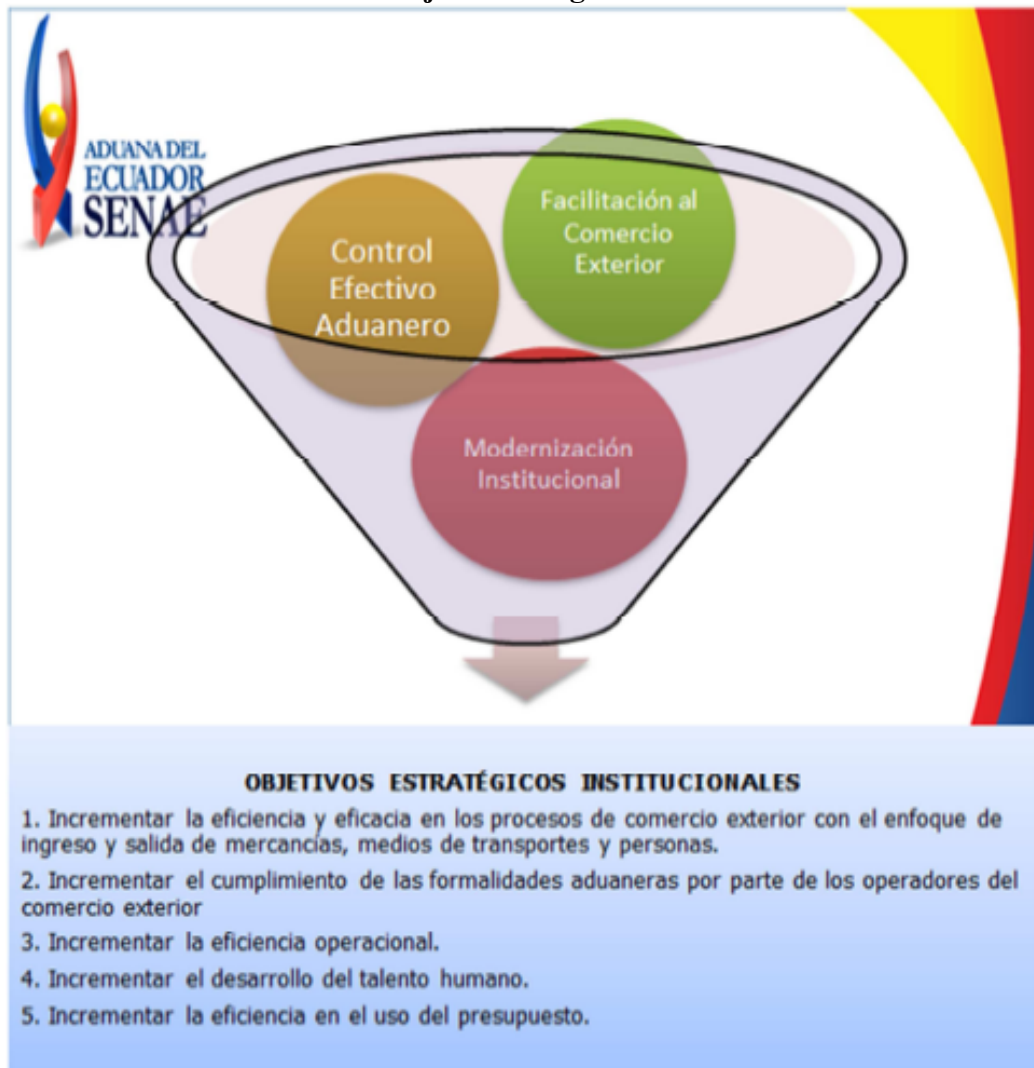 ADUANA DEL
ECUADOR
SENAE
Control
Efectivo
Aduanero
Facilitación al
Comercio
Exterior
Modernización
Institucional
OBJETIVOS ESTRATÉGICOS INSTITUCIONALES
1. Incrementar la eficiencia y eficacia en los procesos de comercio exterior con el enfoque de
ingreso y salida de mercancías, medios de transportes y personas.
2. Incrementar el cumplimiento de las formalidades aduaneras por parte de los operadores del
comercio exterior
3. Incrementar la eficiencia operacional.
4. Incrementar el desarrollo del talento humano.
5. Incrementar la eficiencia en el uso del presupuesto.